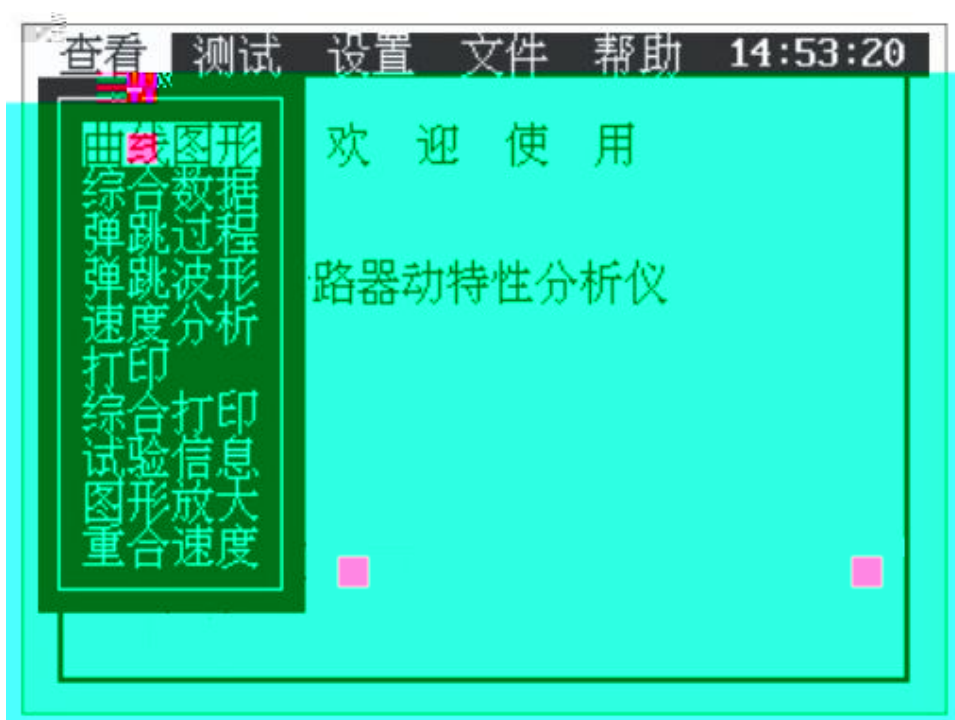 查看 测试 设置 文件 帮助 14:53:20
曲线图形
综合数据
弹跳过程
弹跳波形
速度分析
打印
综合打印
试验信息
图形放大
重合速度
欢 迎 使 用
路器动特性分析仪